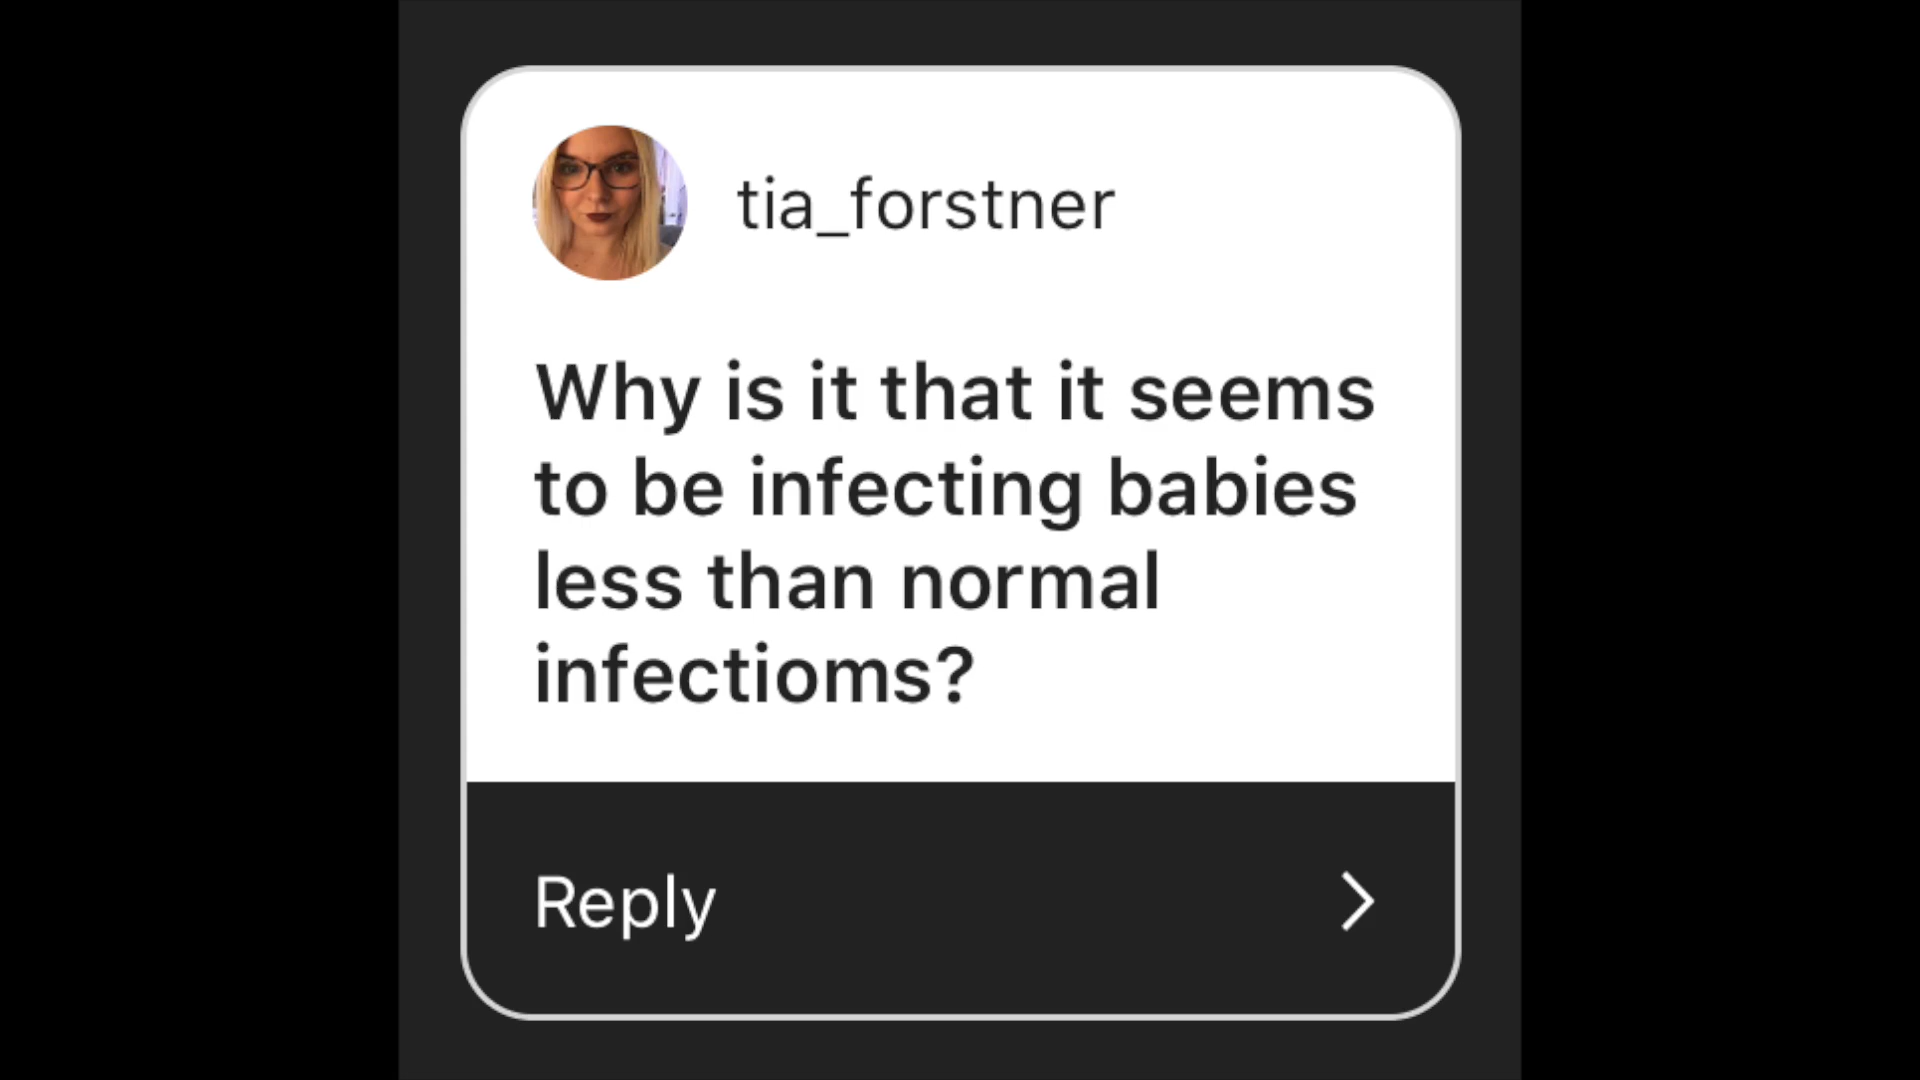 tia_forstner
Why is it that it seems
to be infecting babies
less than normal
infectioms?
Reply